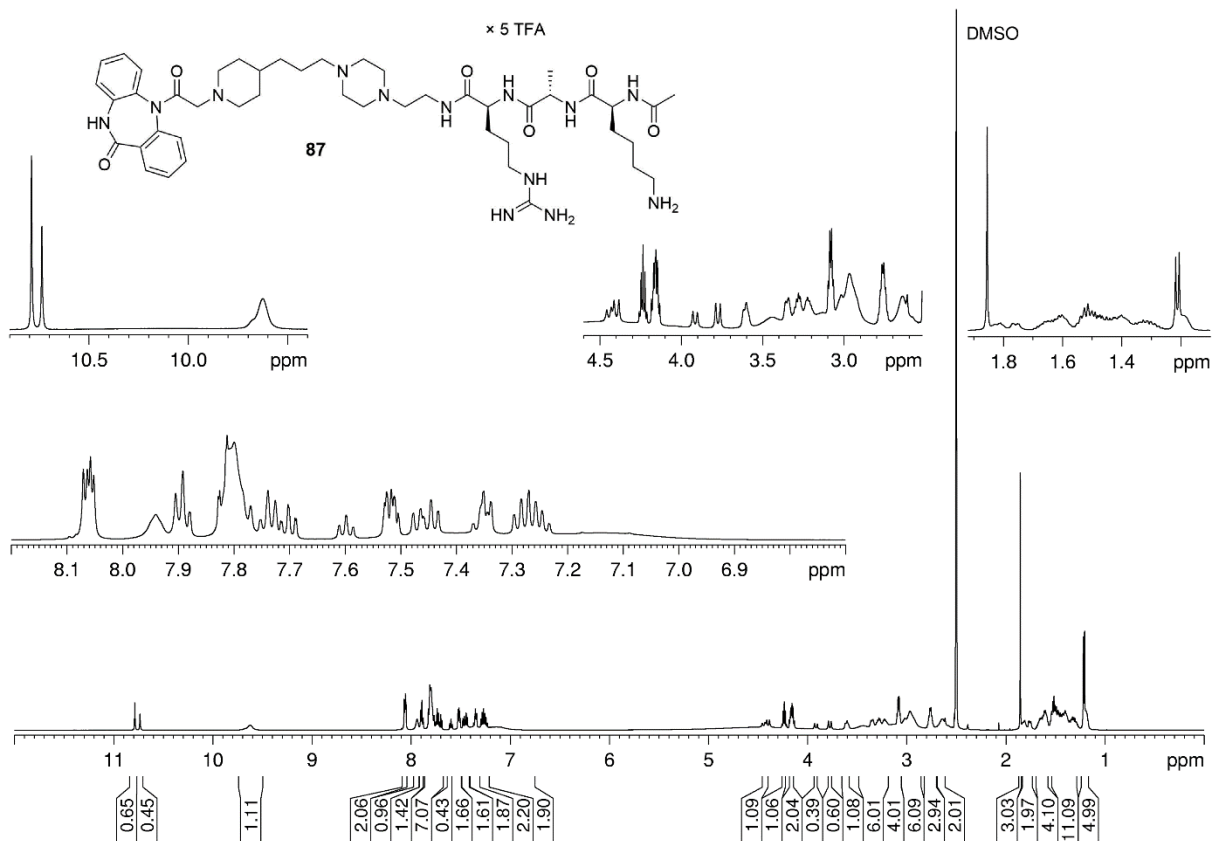 × 5 TFA
DMSO
O
O
O
O
N
N
N
N
N
H
N
H
N
H
N
H
O
O
HN
O
87
NH
HN
NH2
NH2
10.5 10.0 ppm
4.5 4.0 3.5 3.0 ppm
1.8 1.6 1.4 ppm
8.1 8.0 7.9 7.8 7.7 7.6 7.5 7.4 7.3 7.2 7.1 7.0 6.9 ppm
11 10 9 8 7 6 5 4 3 2 1 ppm
0.65 0.45 1.11 2.06 0.96 1.42 7.07 0.43 1.66 1.61 1.87 2.20 1.90 1.09 1.06 2.04 0.39 0.60 1.08 6.01 4.01 6.09 2.94 2.01 3.03 1.97 4.10 11.09 4.99